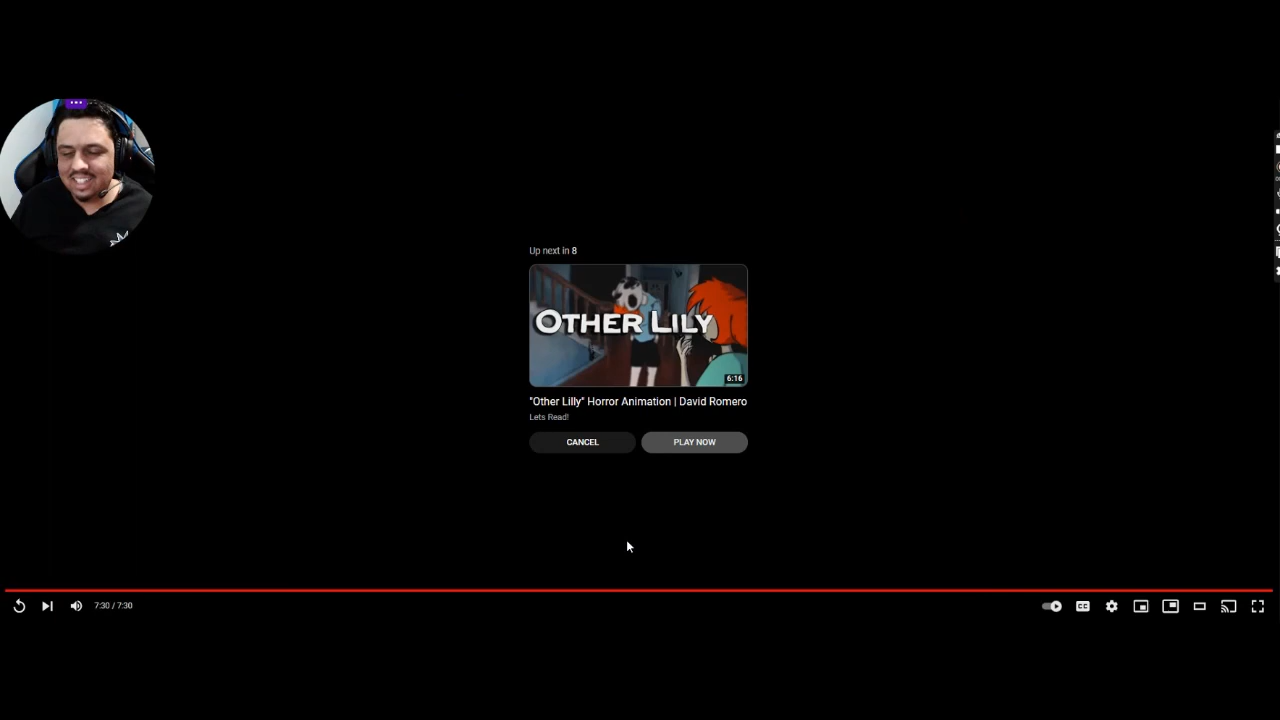 Up next in 8
OTHER LILY
6:16
"Other Lilly" Horror Animation | David Romero
Lets Read!
CANCEL
PLAY NOW
7:30 / 7:30
CC